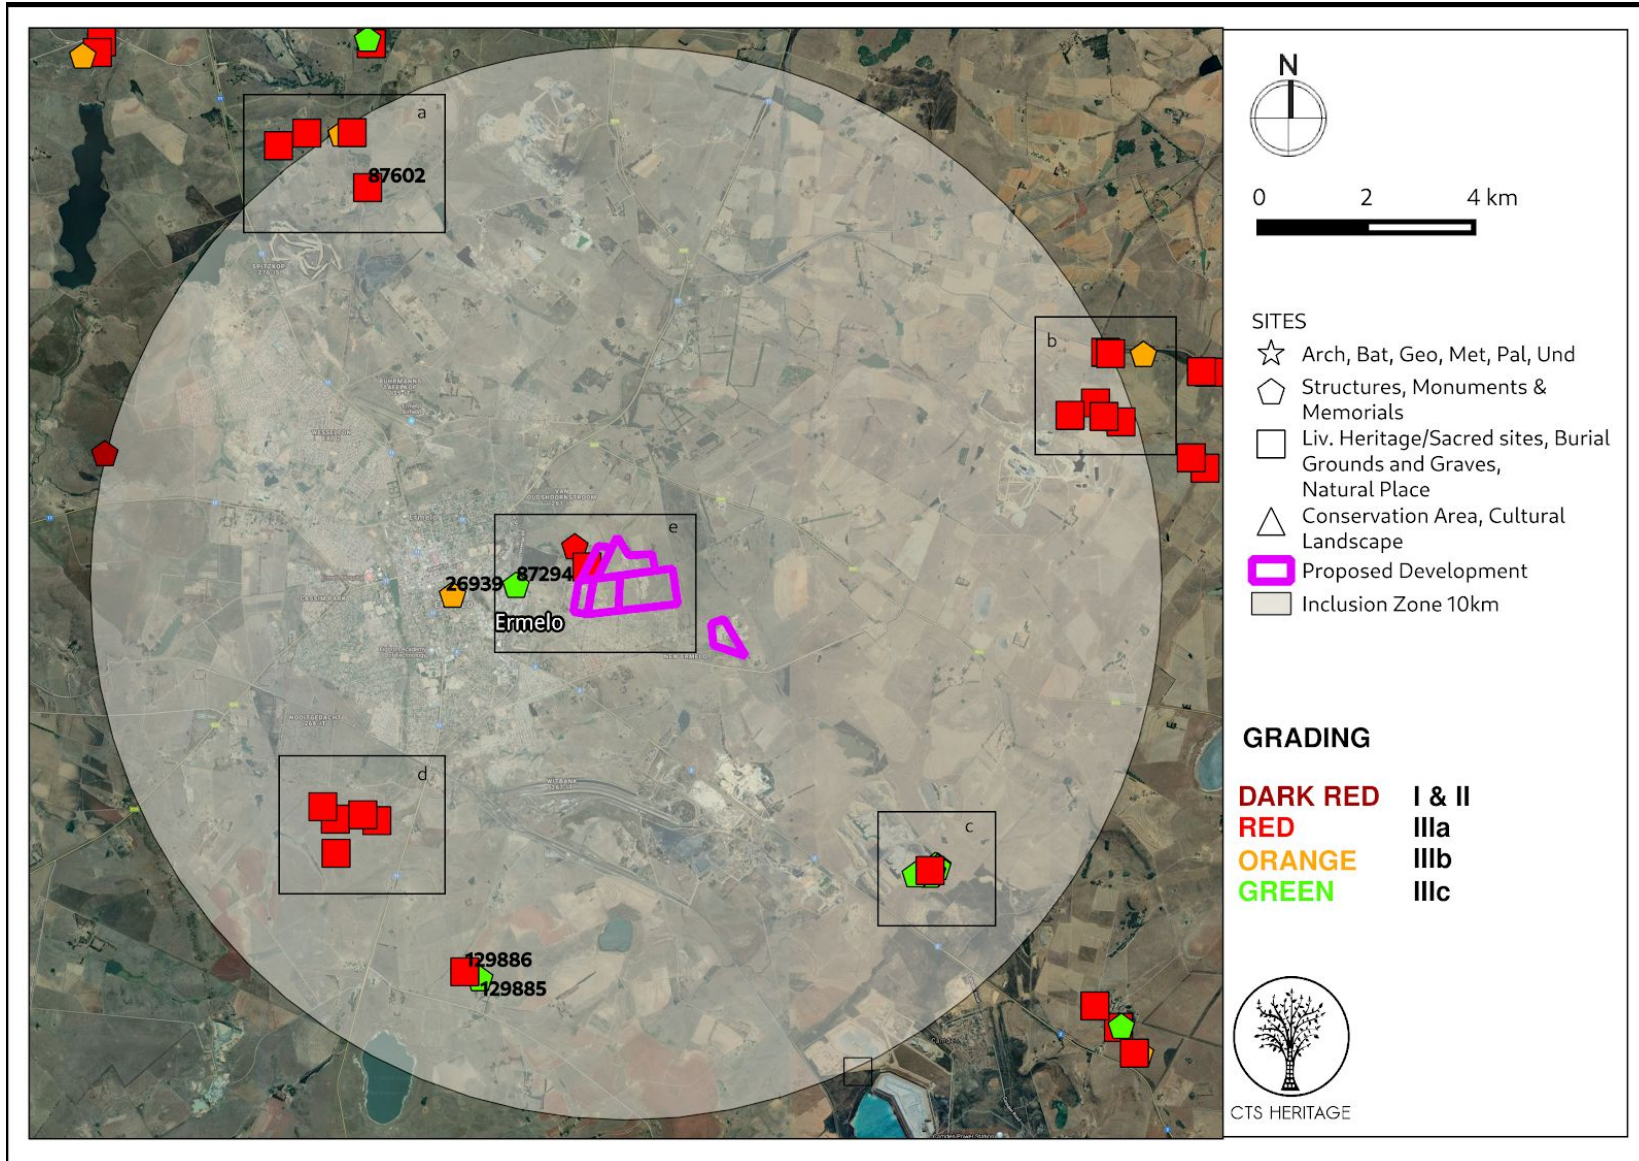 a
87602
b
e
87294
26939
Ermelo
d
c
129886
129885
N
0 2 4 km
SITES
Arch, Bat, Geo, Met, Pal, Und
Structures, Monuments &
Memorials
Liv. Heritage/Sacred sites, Burial
Grounds and Graves,
Natural Place
Conservation Area, Cultural
Landscape
Proposed Development
Inclusion Zone 10km
GRADING
DARK RED I & II
RED IIIa
ORANGE IIIb
GREEN IIIc
CTS HERITAGE